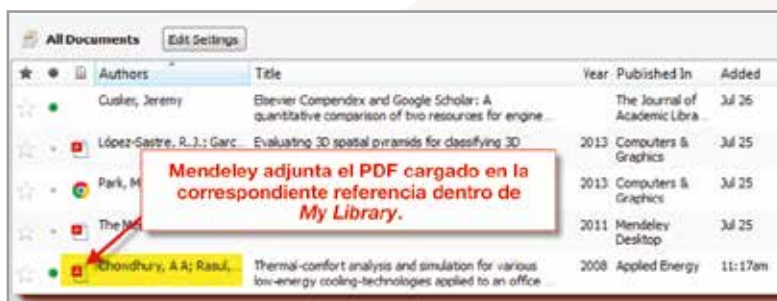 All Documents Edit Settings
Authors Title Year Published In Added
Cusker, Jeremy Elsevier Compendex and Google Scholar: A The Journal of Jul 26
quantitative comparison of two resources for engine... Academic Libra...
López-Sastre, R.J.; Garc... Evaluating 3D spatial pyramids for classifying 3D 2013 Computers & Jul 25
Graphics
Park, M 2013 Computers & Jul 25
Graphics
Mendeley adjunta el PDF cargado en la
correspondiente referencia dentro de
My Library.
The 2011 Mendeley Jul 25
Desktop
Chowdhury, A A; Rasul, Thermal-comfort analysis and simulation for various 2008 Applied Energy 11:17am
low-energy cooling-technologies applied to an office ...